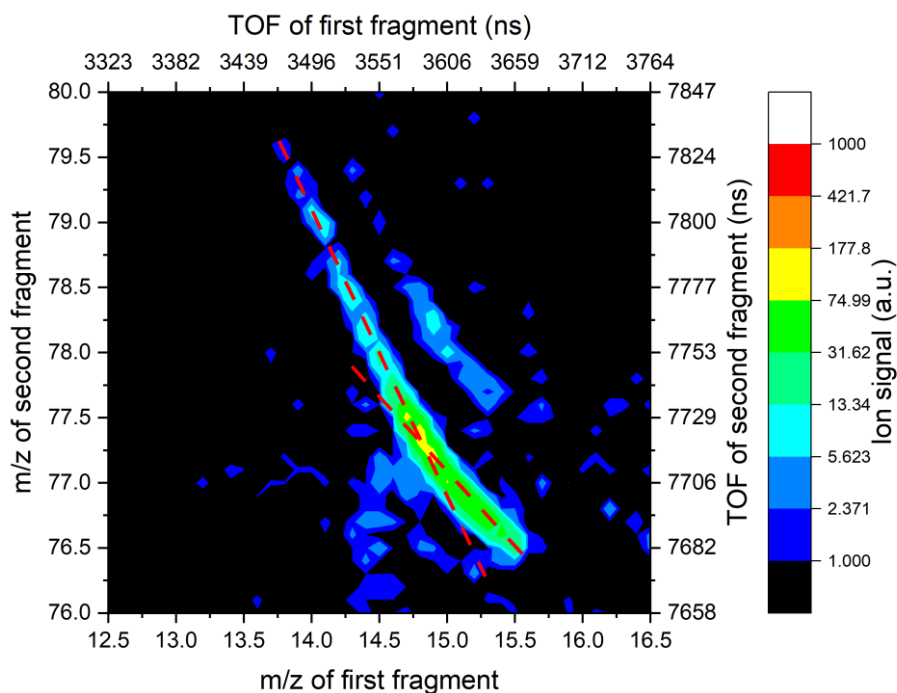 TOF of first fragment (ns)
3323 3382 3439 3496 3551 3606 3659 3712 3764
80.0 7847
79.5 7824
79.0 7800
78.5 7777
78.0 7753
77.5 7729
77.0 7706
76.5 7682
76.0 7658
12.5 13.0 13.5 14.0 14.5 15.0 15.5 16.0 16.5
m/z of first fragment
m/z of second fragment
TOF of second fragment (ns)
1000
421.7
177.8
74.99
31.62
13.34
5.623
2.371
1.000
Ion signal (a.u.)